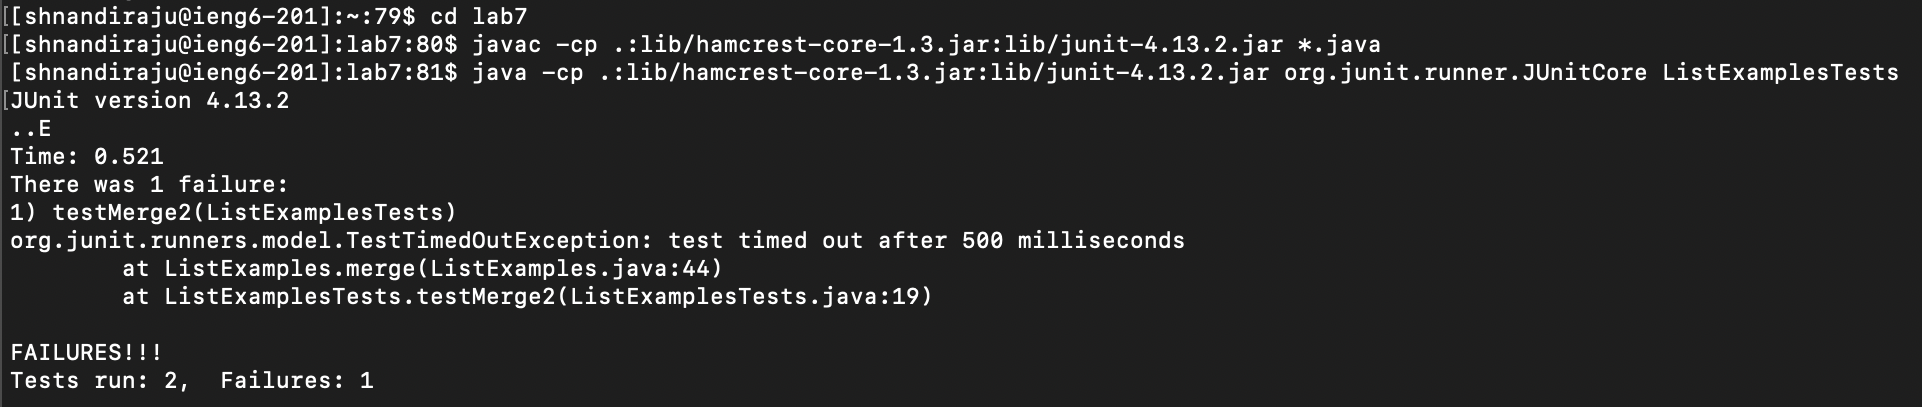 [[shnandiraju@ieng6-201]:~:79$ cd lab7
[[shnandiraju@ieng6-201]:lab7:80$ javac -cp .:lib/hamcrest-core-1.3.jar:lib/junit-4.13.2.jar *.java
[shnandiraju@ieng6-201]:lab7:81$ java -cp .:lib/hamcrest-core-1.3.jar:lib/junit-4.13.2.jar org.junit.runner.JUnitCore ListExamplesTests
[JUnit version 4.13.2
..E
Time: 0.521
There was 1 failure:
1) testMerge2(ListExamplesTests)
org.junit.runners.model.TestTimedOutException: test timed out after 500 milliseconds
        at ListExamples.merge(ListExamples.java:44)
        at ListExamplesTests.testMerge2(ListExamplesTests.java:19)

FAILURES!!!
Tests run: 2,  Failures: 1